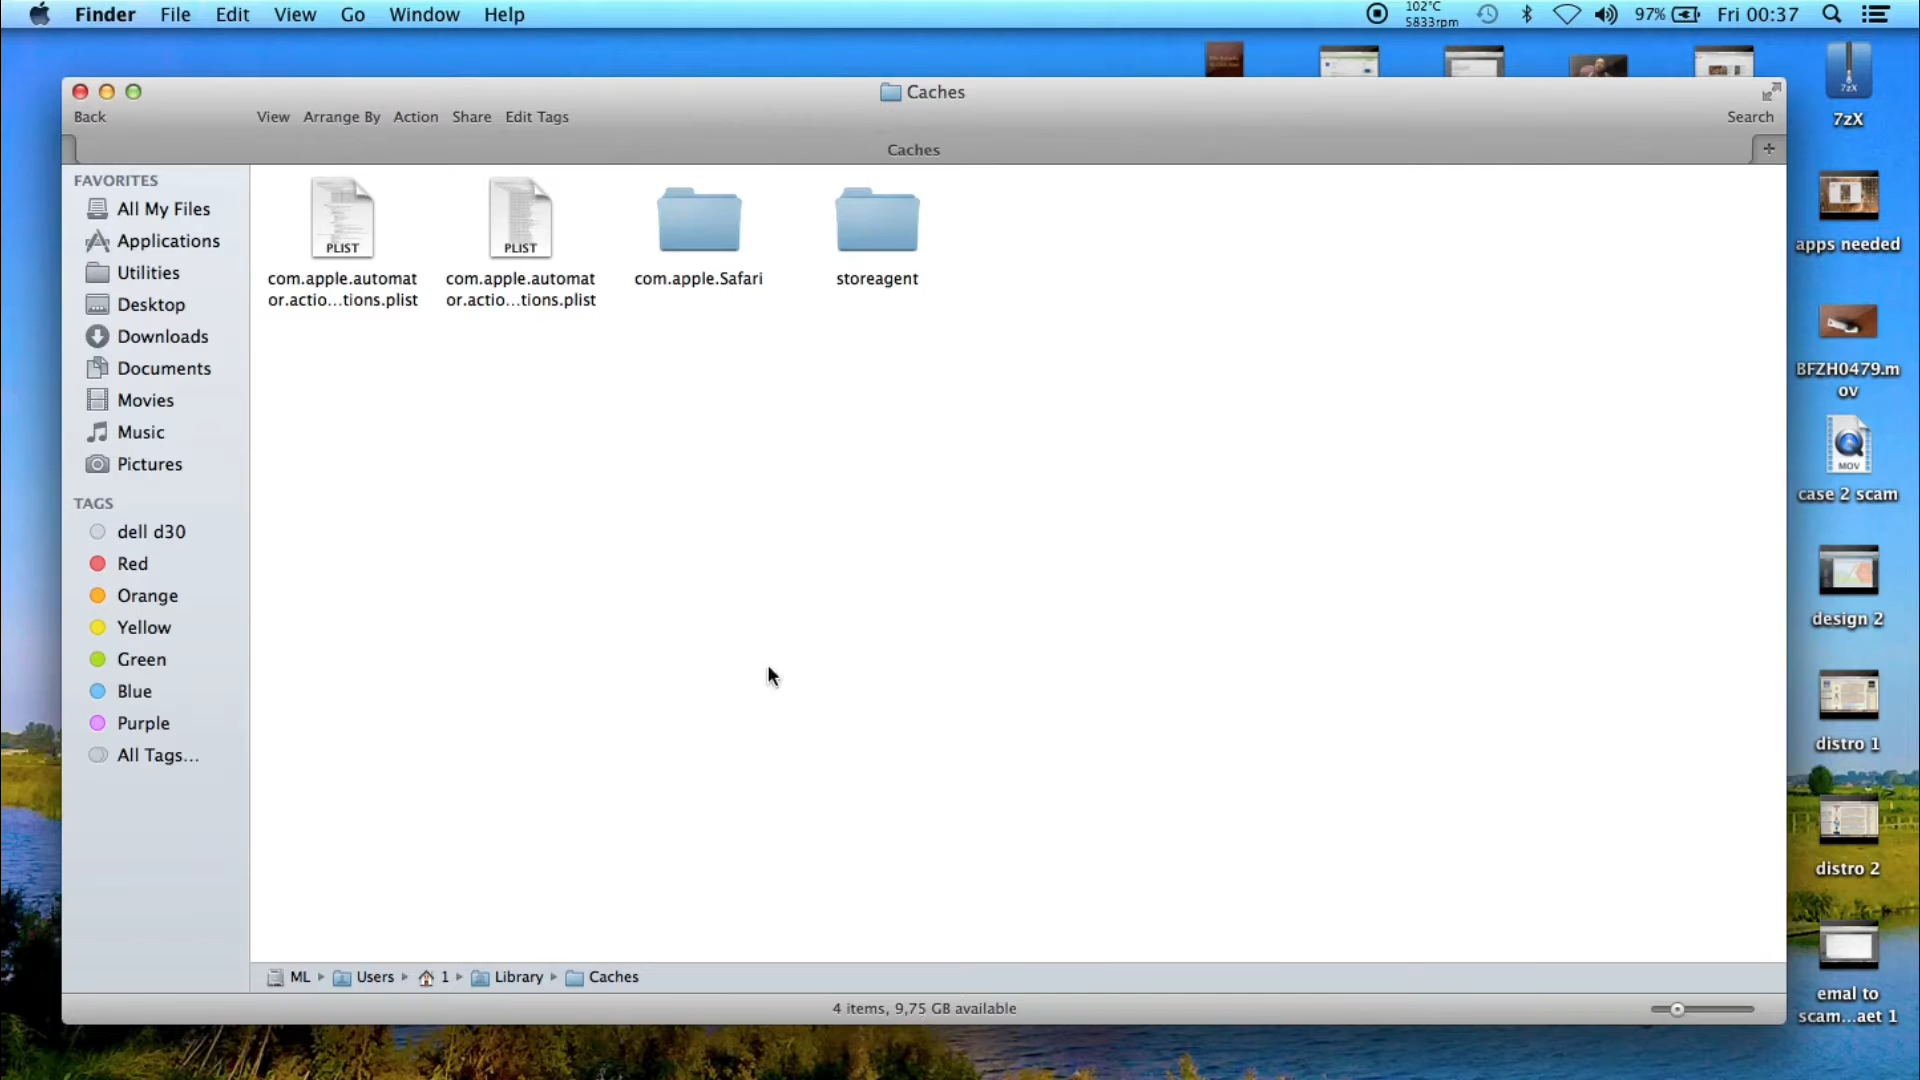 Finder File Edit View Go Window Help
102°C
5833rpm
97% Fri 00:37
Caches
Back View Arrange By Action Share Edit Tags Search
Caches
FAVORITES
All My Files
Applications
Utilities
Desktop
Downloads
Documents
Movies
Music
Pictures
TAGS
dell d30
Red
Orange
Yellow
Green
Blue
Purple
All Tags...
PLIST
com.apple.automat
or.actio...tions.plist
PLIST
com.apple.automat
or.actio...tions.plist
com.apple.Safari
storeagent
ML Users 1 Library Caches
4 items, 9,75 GB available
7zX
7zX
apps needed
BFZH0479.m
ov
MOV
case 2 scam
design 2
distro 1
distro 2
emal to
scam...aet 1